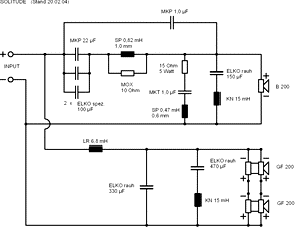 SOLITUDE (Stand 20.02.04)
MKP 1,0 µF
MKP 22 µF
SP 0,82 mH
1.0 mm
15 Ohm
5 Watt
ELKO rauh
150 µF
+
INPUT
-
MOX
10 Ohm
MKT 1,0 µF
KN 15 mH
+
B 200
-
2 x ELKO spez
100 µF
SP 0.47 mH
0,6 mm
LR 6.8 mH
ELKO rauh
470 µF
+
GF 200
-
ELKO rauh
330 µF
KN 15 mH
+
GF 200
-